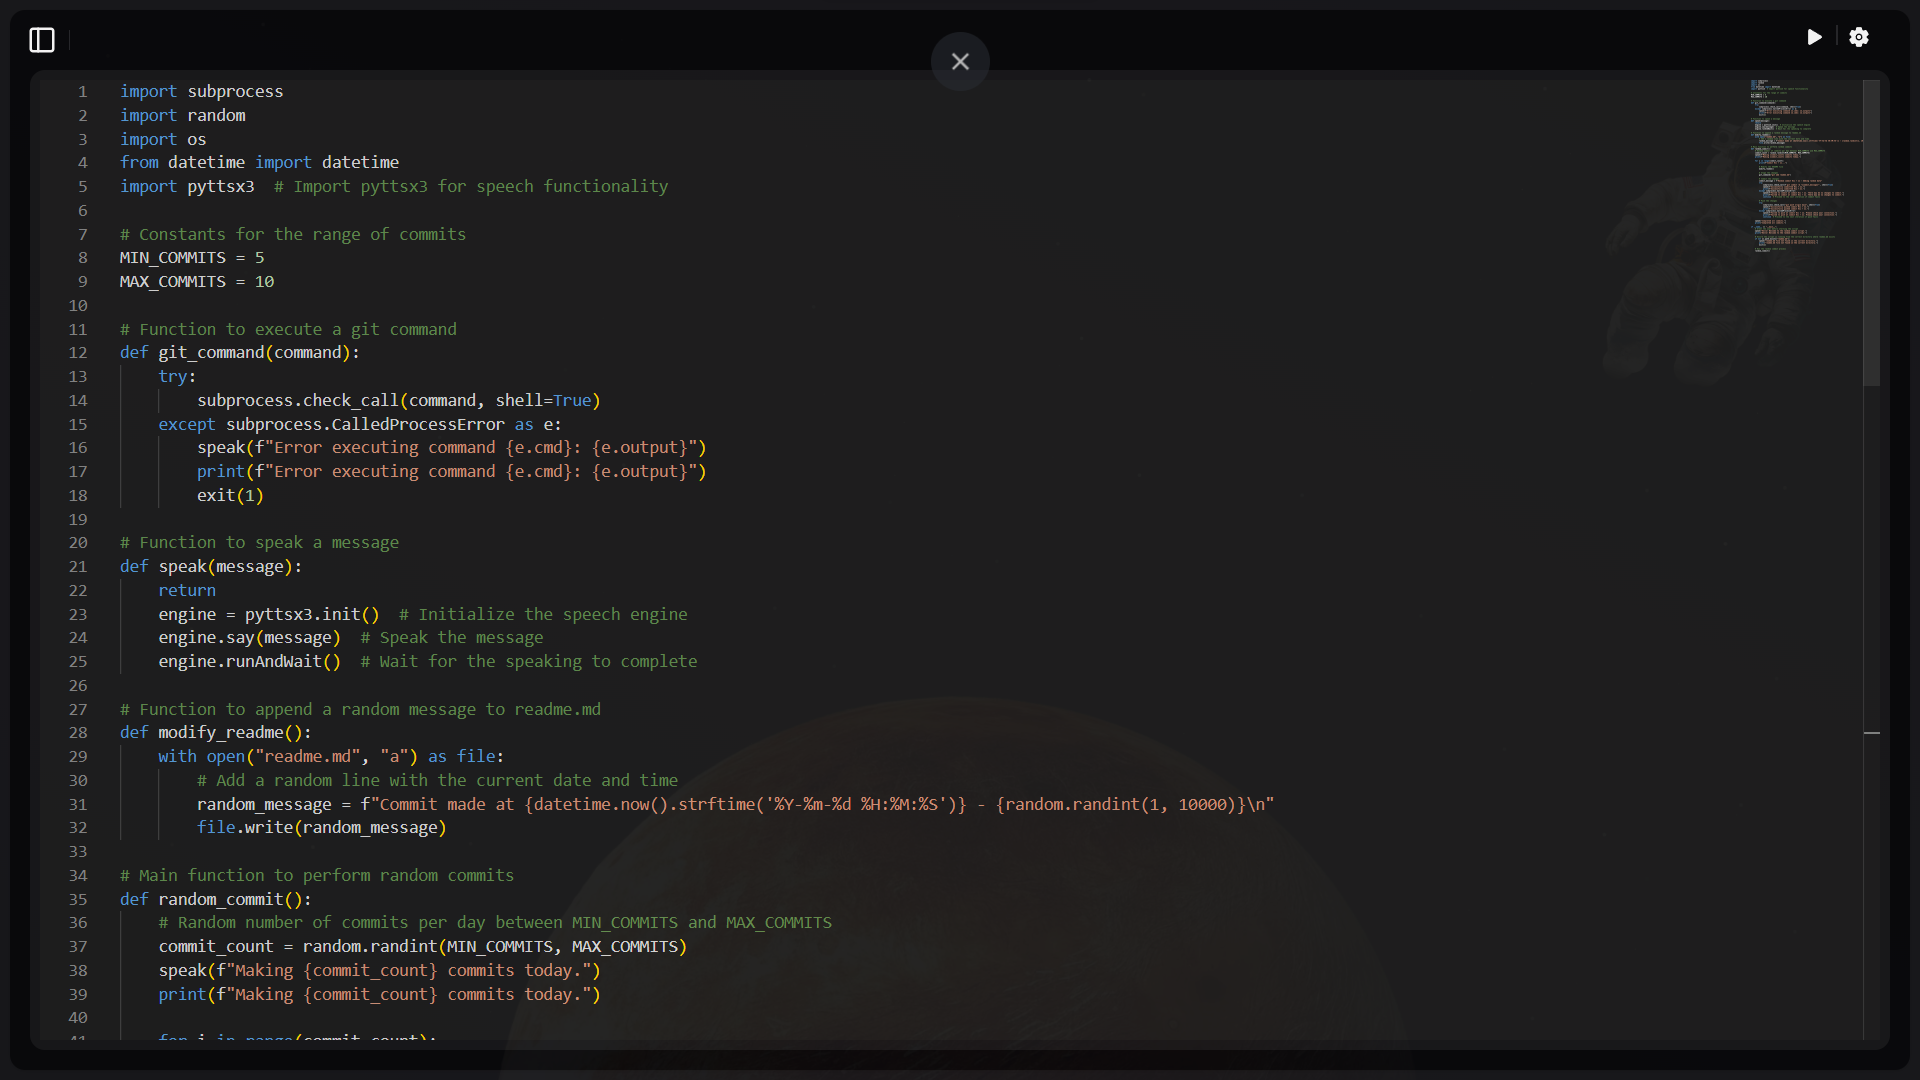 1 import subprocess
2 import random
3 import os
4 from datetime import datetime
5 import pyttsx3  # Import pyttsx3 for speech functionality
6
7 # Constants for the range of commits
8 MIN_COMMITS = 5
9 MAX_COMMITS = 10
10
11 # Function to execute a git command
12 def git_command(command):
13     try:
14         subprocess.check_call(command, shell=True)
15     except subprocess.CalledProcessError as e:
16         speak(f"Error executing command {e.cmd}: {e.output}")
17         print(f"Error executing command {e.cmd}: {e.output}")
18         exit(1)
19
20 # Function to speak a message
21 def speak(message):
22     return
23     engine = pyttsx3.init()  # Initialize the speech engine
24     engine.say(message)  # Speak the message
25     engine.runAndWait()  # Wait for the speaking to complete
26
27 # Function to append a random message to readme.md
28 def modify_readme():
29     with open("readme.md", "a") as file:
30         # Add a random line with the current date and time
31         random_message = f"Commit made at {datetime.now().strftime('%Y-%m-%d %H:%M:%S')} - {random.randint(1, 10000)}\n"
32         file.write(random_message)
33
34 # Main function to perform random commits
35 def random_commit():
36     # Random number of commits per day between MIN_COMMITS and MAX_COMMITS
37     commit_count = random.randint(MIN_COMMITS, MAX_COMMITS)
38     speak(f"Making {commit_count} commits today.")
39     print(f"Making {commit_count} commits today.")
40
41     for i in range(commit_count):